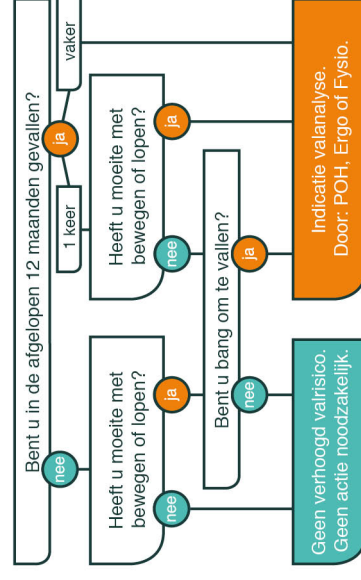 Bent u in de afgelopen 12 maanden gevallen?
nee
ja
1 keer
vaker
Heeft u moeite met
bewegen of lopen?
nee
ja
Heeft u moeite met
bewegen of lopen?
nee
ja
Bent u bang om te vallen?
nee
ja
Geen verhoogd valrisico.
Geen actie noodzakelijk.
Indicatie valanalyse.
Door: POH, Ergo of Fysio.